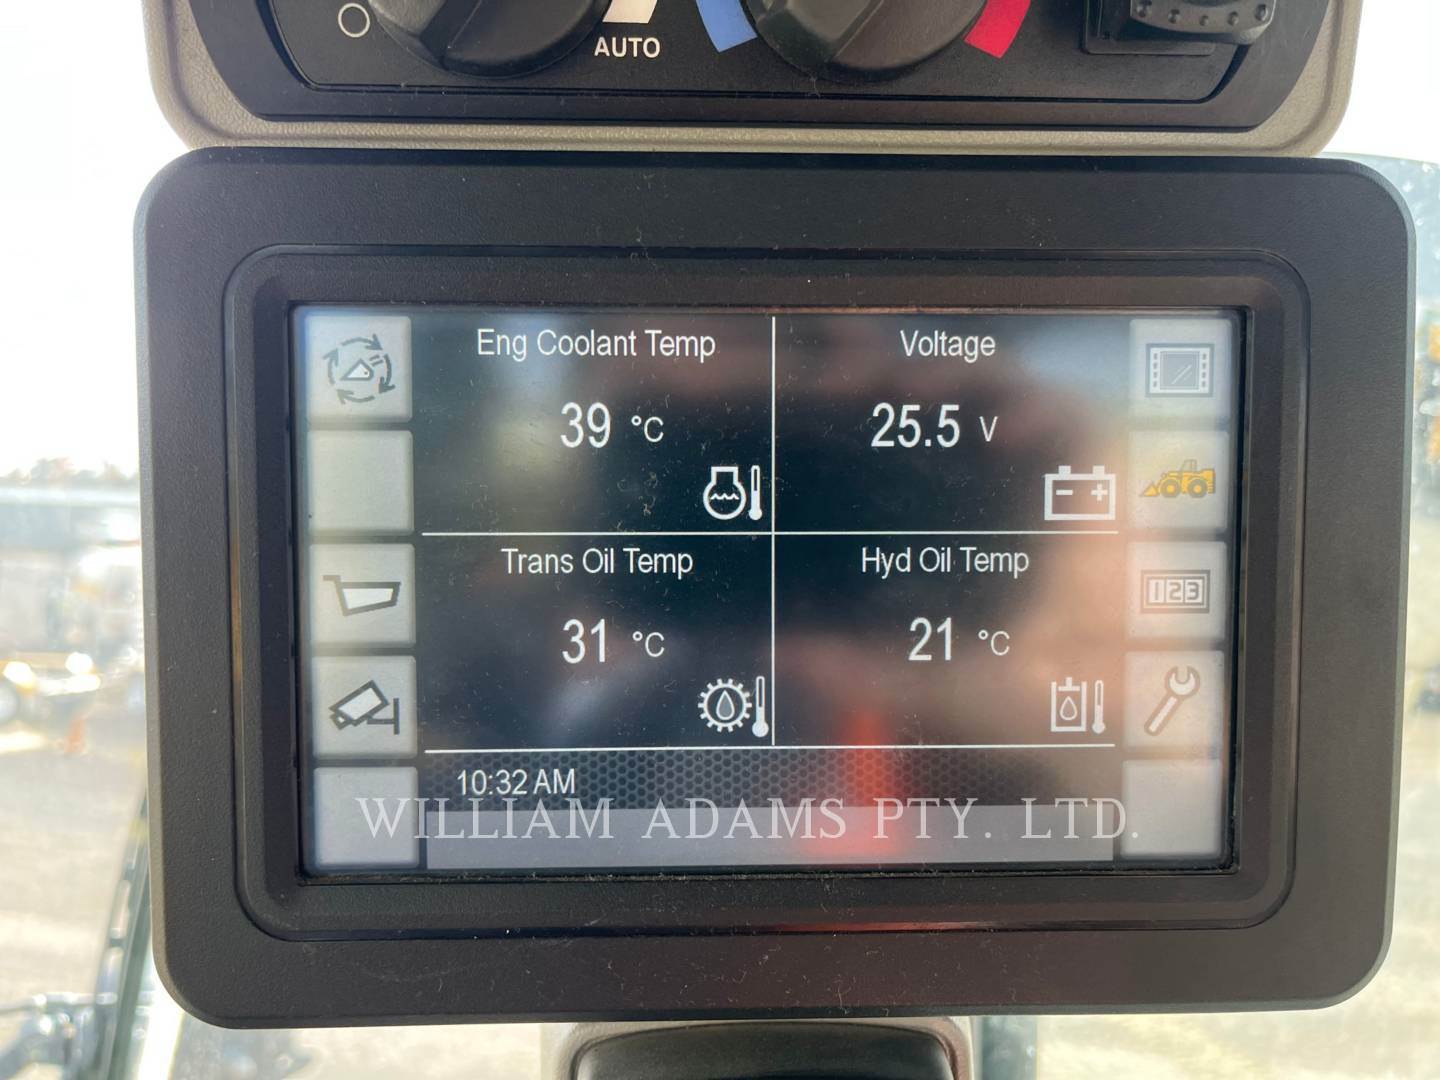 AUTO
Eng Coolant Temp
39 °C
Voltage
25.5 V
Trans Oil Temp
31 °C
Hyd Oil Temp
21 °C
123
10:32 AM
WILLIAM ADAMS PTY. LTD.